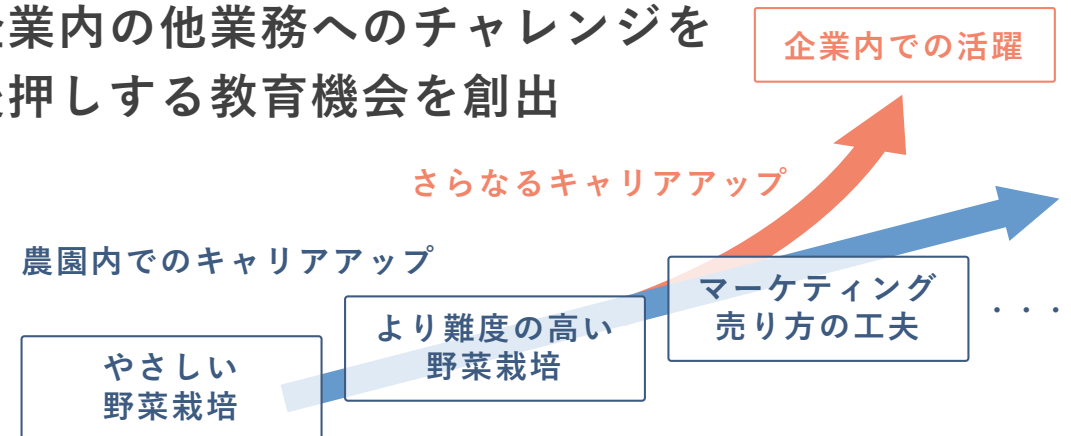 業内の他業務へのチャレンジを
押しする教育機会を創出
企業内での活躍
さらなるキャリアアップ
農園内でのキャリアアップ
マーケティング
売り方の工夫
・・・
より難度の高い
野菜栽培
やさしい
野菜栽培